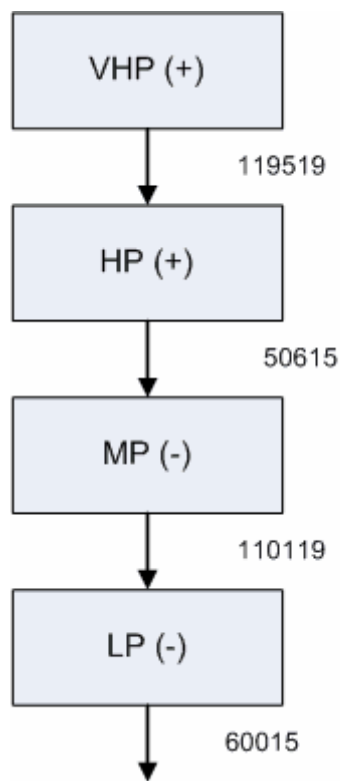 VHP (+)
119519
HP (+)
50615
MP (-)
110119
LP (-)
60015